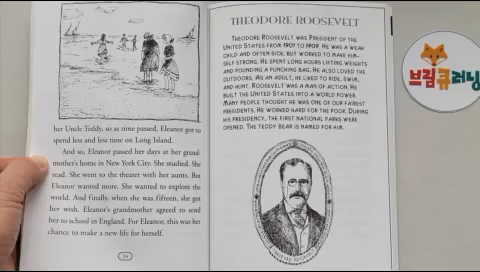 her Uncle Teddy, so as time passed, Eleanor got to
spend less and less time on Long Island.
And so, Eleanor passed her days at her grand-
mother's home in New York City. She studied. She
read. She went to the theater with her aunts. But
Eleanor wanted more. She wanted to explore the
world. And finally, when she was fifteen, she got
her wish. Eleanor's grandmother agreed to send
her to school in England. For Eleanor, this was her
chance to make a new life for herself.
THEODORE ROOSEVELT
THEODORE ROOSEVELT WAS PRESIDENT OF THE
UNITED STATES FROM 1901 TO 1909. HE WAS A WEAK
CHILD AND OFTEN SICK, BUT WORKED TO MAKE HIM-
SELF STRONG. HE SPENT LONG HOURS LIFTING WEIGHTS
AND POUNDING A PUNCHING BAG. HE ALSO LOVED THE
OUTDOORS. AS AN ADULT, HE LIKED TO RIDE, SWIM,
AND HUNT. ROOSEVELT WAS A MAN OF ACTION. HE
BUILT THE UNITED STATES INTO A WORLD POWER.
MANY PEOPLE THOUGHT HE WAS ONE OF OUR FAIREST
PRESIDENTS. HE WORKED HARD FOR THE POOR. DURING
HIS PRESIDENCY, THE FIRST NATIONAL PARKS WERE
OPENED. THE TEDDY BEAR IS NAMED FOR HIM.
브림큐러닝